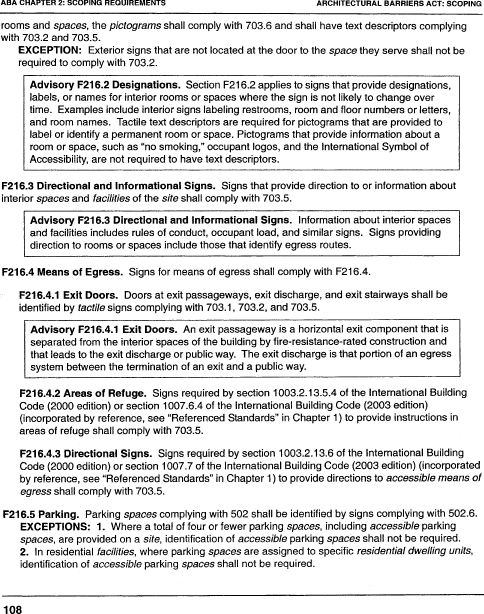 ABA CHAPTER 2: SCOPING REQUIREMENTS ARCHITECTURAL BARRIERS ACT: SCOPING
rooms and spaces, the pictograms shall comply with 703.6 and shall have text descriptors complying
with 703.2 and 703.5.
EXCEPTION: Exterior signs that are not located at the door to the space they serve shall not be
required to comply with 703.2.
Advisory F216.2 Designations. Section F216.2 applies to signs that provide designations,
labels, or names for interior rooms or spaces where the sign is not likely to change over
time. Examples include interior signs labeling restrooms, room and floor numbers or letters,
and room names. Tactile text descriptors are required for pictograms that are provided to
label or identify a permanent room or space. Pictograms that provide information about a
room or space, such as “no smoking,” occupant logos, and the International Symbol of
Accessibility, are not required to have text descriptors.
F216.3 Directional and Informational Signs. Signs that provide direction to or information about
interior spaces and facilities of the site shall comply with 703.5.
Advisory F216.3 Directional and Informational Signs. Information about interior spaces
and facilities includes rules of conduct, occupant load, and similar signs. Signs providing
direction to rooms or spaces include those that identify egress routes.
F216.4 Means of Egress. Signs for means of egress shall comply with F216.4.
F216.4.1 Exit Doors. Doors at exit passageways, exit discharge, and exit stairways shall be
identified by tactile signs complying with 703.1, 703.2, and 703.5.
Advisory F216.4.1 Exit Doors. An exit passageway is a horizontal exit component that is
separated from the interior spaces of the building by fire-resistance-rated construction and
that leads to the exit discharge or public way. The exit discharge is that portion of an egress
system between the termination of an exit and a public way.
F216.4.2 Areas of Refuge. Signs required by section 1003.2.13.5.4 of the International Building
Code (2000 edition) or section 1007.6.4 of the International Building Code (2003 edition)
(incorporated by reference, see “Referenced Standards” in Chapter 1) to provide instructions in
areas of refuge shall comply with 703.5.
F216.4.3 Directional Signs. Signs required by section 1003.2.13.6 of the International Building
Code (2000 edition) or section 1007.7 of the International Building Code (2003 edition) (incorporated
by reference, see “Referenced Standards” in Chapter 1) to provide directions to accessible means of
egress shall comply with 703.5.
F216.5 Parking. Parking spaces complying with 502 shall be identified by signs complying with 502.6.
EXCEPTIONS: 1. Where a total of four or fewer parking spaces, including accessible parking
spaces, are provided on a site, identification of accessible parking spaces shall not be required.
2. In residential facilities, where parking spaces are assigned to specific residential dwelling units,
identification of accessible parking spaces shall not be required.
108